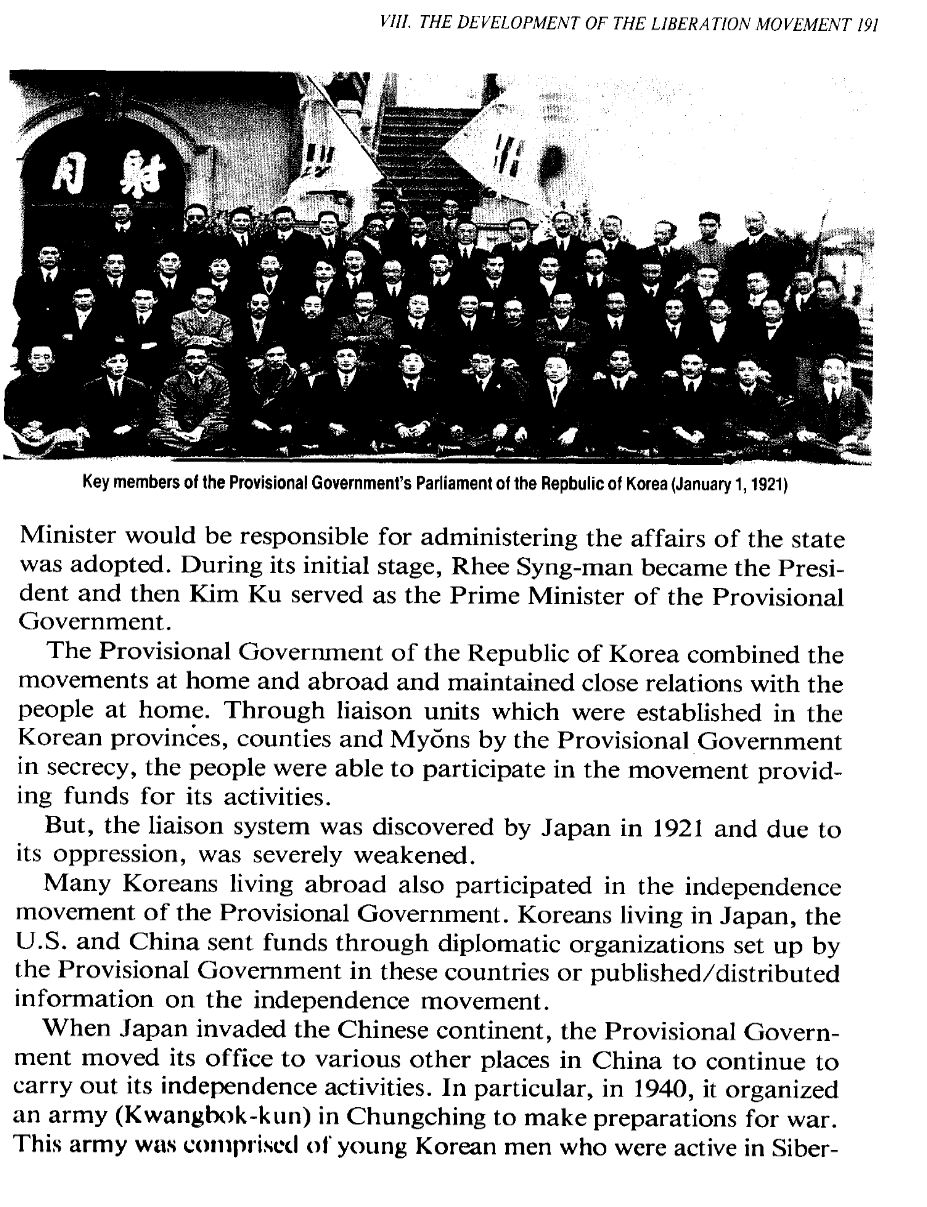 VIII. THE DEVELOPMENT OF THE LIBERATION MOVEMENT 191
月 射
Key members of the Provisional Government's Parliament of the Repbulic of Korea (January 1, 1921)
Minister would be responsible for administering the affairs of the state
was adopted. During its initial stage, Rhee Syng-man became the Presi-
dent and then Kim Ku served as the Prime Minister of the Provisional
Government.
The Provisional Government of the Republic of Korea combined the
movements at home and abroad and maintained close relations with the
people at home. Through liaison units which were established in the
Korean provinces, counties and Myŏns by the Provisional Government
in secrecy, the people were able to participate in the movement provid-
ing funds for its activities.
But, the liaison system was discovered by Japan in 1921 and due to
its oppression, was severely weakened.
Many Koreans living abroad also participated in the independence
movement of the Provisional Government. Koreans living in Japan, the
U.S. and China sent funds through diplomatic organizations set up by
the Provisional Government in these countries or published/distributed
information on the independence movement.
When Japan invaded the Chinese continent, the Provisional Govern-
ment moved its office to various other places in China to continue to
carry out its independence activities. In particular, in 1940, it organized
an army (Kwangbok-kun) in Chungching to make preparations for war.
This army was comprised of young Korean men who were active in Siber-